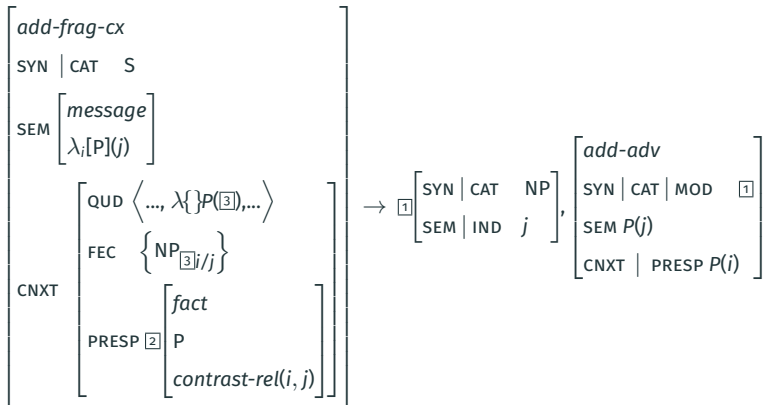 add-frag-cx
SYN | CAT S
SEM [message
λi[P](j)]
CNXT [QUD ⟨..., λ{}P(3),...⟩
FEC {NP3i/j}
PRESP 2 [fact
P
contrast-rel(i, j)]]
→ 1 [SYN | CAT NP
SEM | IND j],
[add-adv
SYN | CAT | MOD 1
SEM P(j)
CNXT | PRESP P(i)]